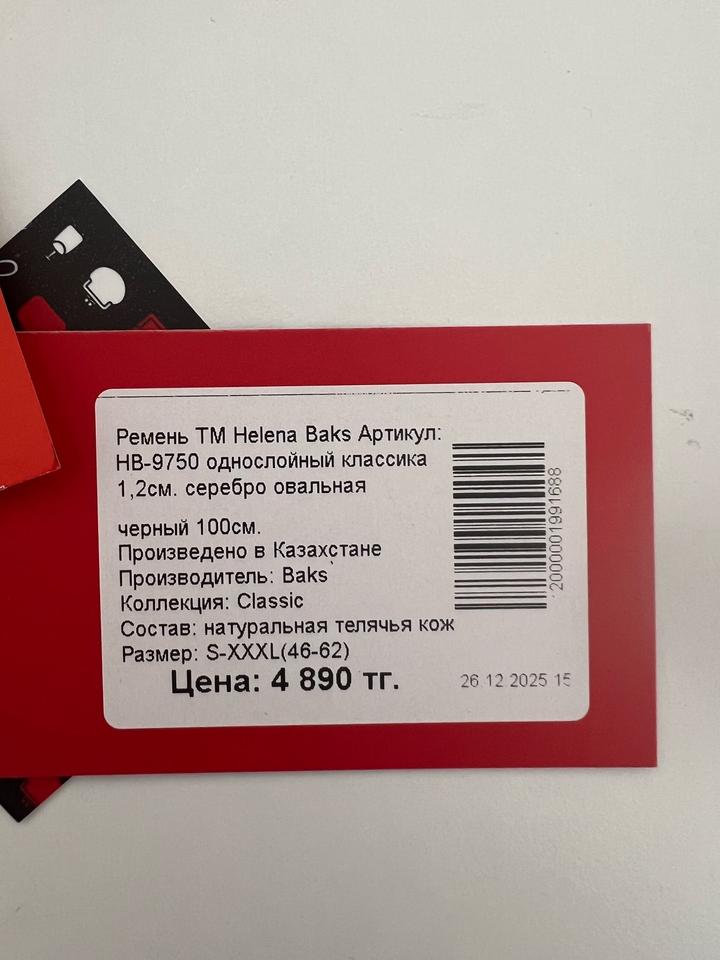 Ремень ТМ Helena Baks Артикул:
НВ-9750 однослойный классика
1,2см. серебро овальная
черный 100см.
Произведено в Казахстане
Производитель: Baks
Коллекция: Classic
Состав: натуральная телячья кож
Размер: S-XXXL(46-62)
Цена: 4 890 тг.
26.12.2025 15
2000001991688